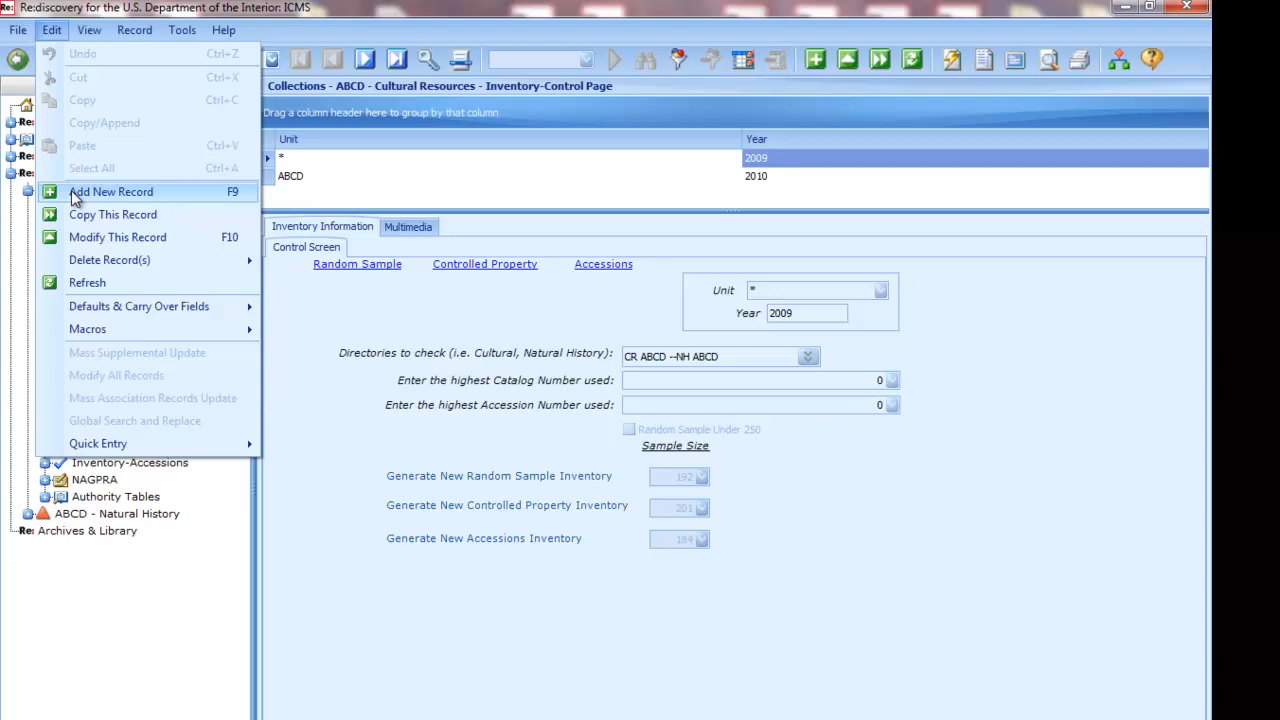 Re: Re:discovery for the U.S. Department of the Interior: ICMS
File Edit View Record Tools Help
Undo Ctrl+Z
Cut Ctrl+X
Copy Ctrl+C
Copy/Append
Paste Ctrl+V
Select All Ctrl+A
Add New Record F9
Copy This Record
Modify This Record F10
Delete Record(s)
Refresh
Defaults & Carry Over Fields
Macros
Mass Supplemental Update
Modify All Records
Mass Association Records Update
Global Search and Replace
Quick Entry
Re:
Re:
Re:
Inventory-Accessions
NAGPRA
Authority Tables
ABCD - Natural History
Re: Archives & Library
Collections - ABCD - Cultural Resources - Inventory-Control Page
Drag a column header here to group by that column
Unit Year
* 2009
ABCD 2010
Inventory Information Multimedia
Control Screen
Random Sample Controlled Property Accessions
Unit *
Year 2009
Directories to check (i.e. Cultural, Natural History): CR ABCD --NH ABCD
Enter the highest Catalog Number used: 0
Enter the highest Accession Number used: 0
Random Sample Under 250
Sample Size
Generate New Random Sample Inventory 192
Generate New Controlled Property Inventory 201
Generate New Accessions Inventory 184